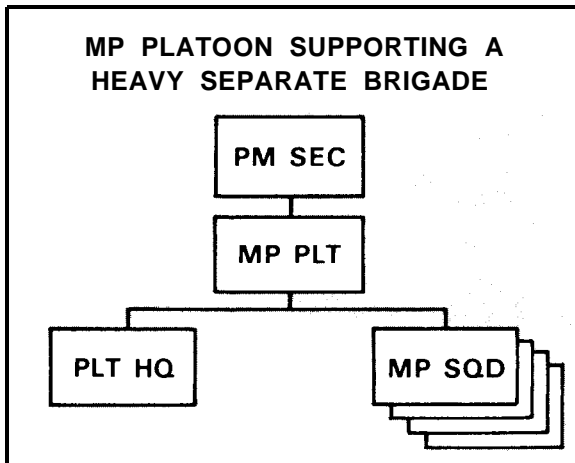 MP PLATOON SUPPORTING A
HEAVY SEPARATE BRIGADE
PM SEC
MP PLT
PLT HQ
MP SQD